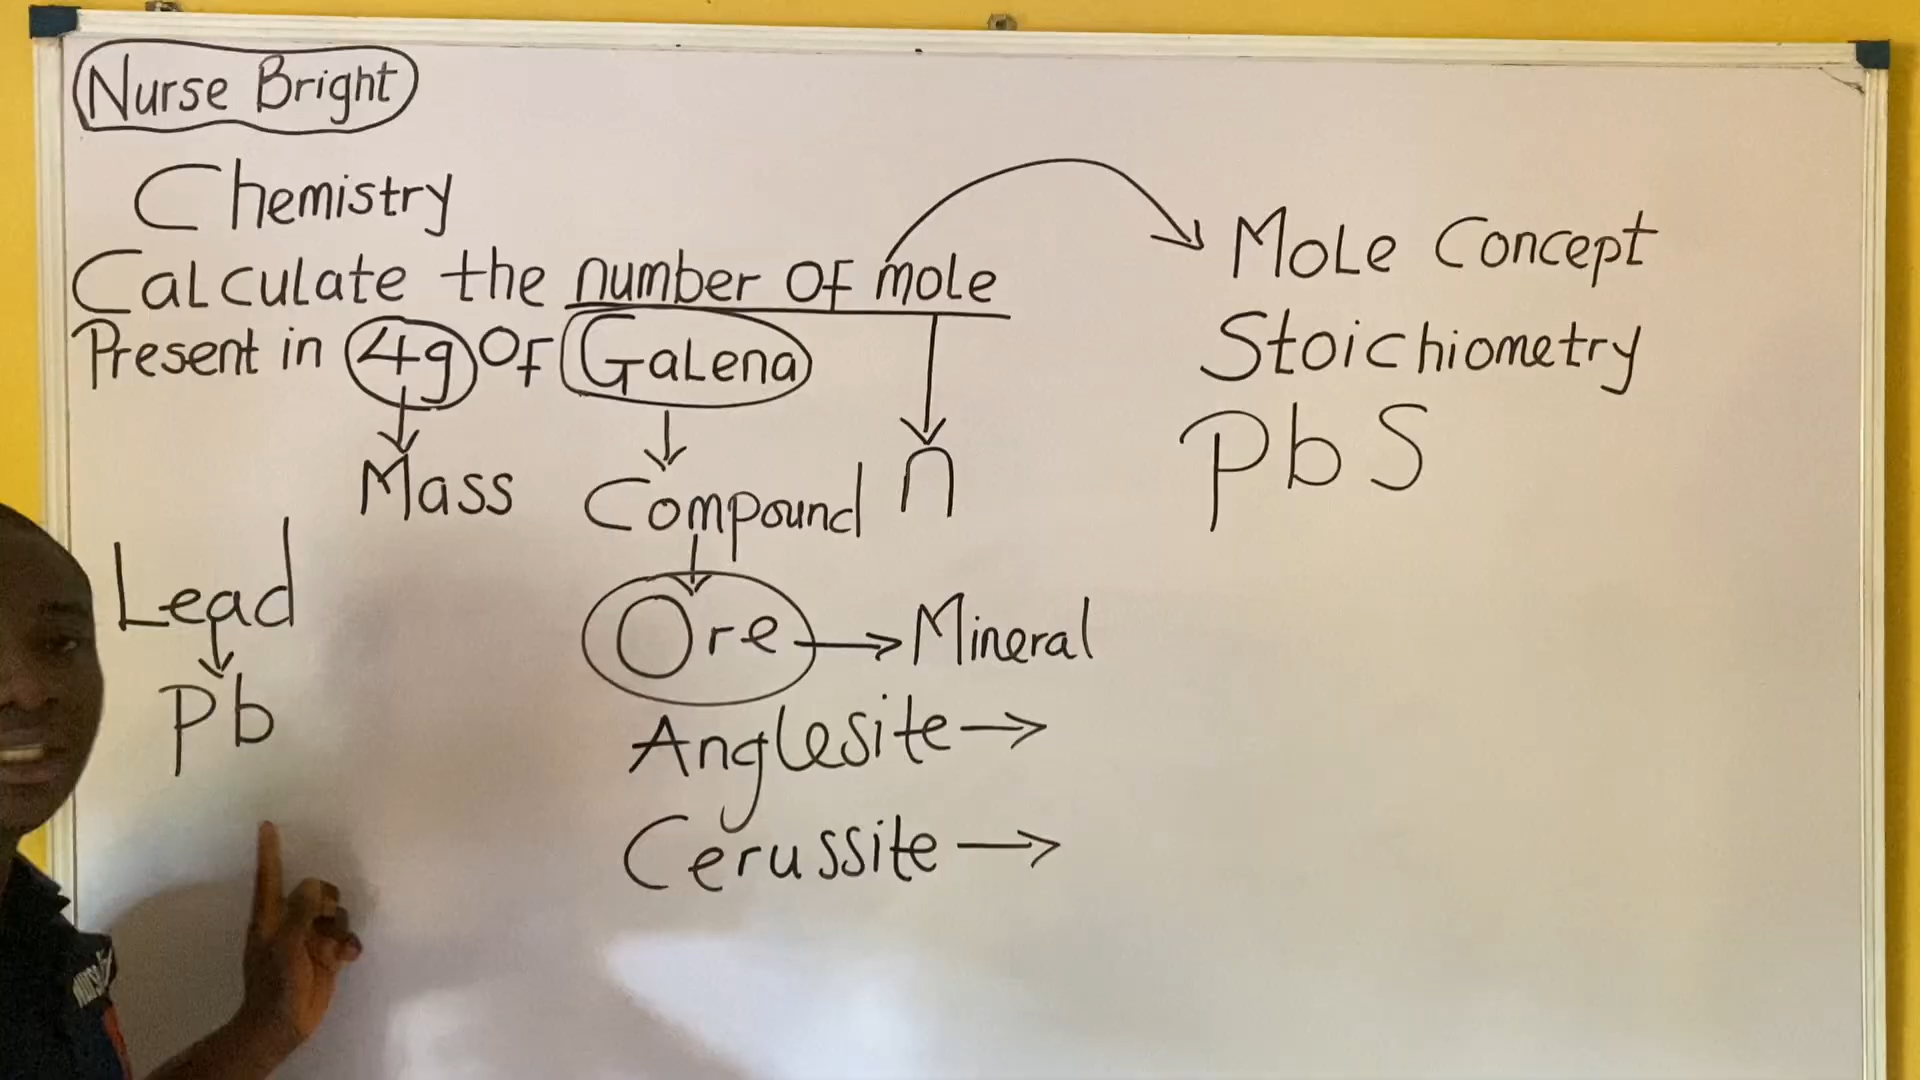 Nurse Bright
Chemistry
Calculate the number of mole
Present in 4g of Galena
Mass
Compound
n
Ore → Mineral
Anglesite →
Cerussite →
Lead
Pb
Mole Concept
Stoichiometry
PbS